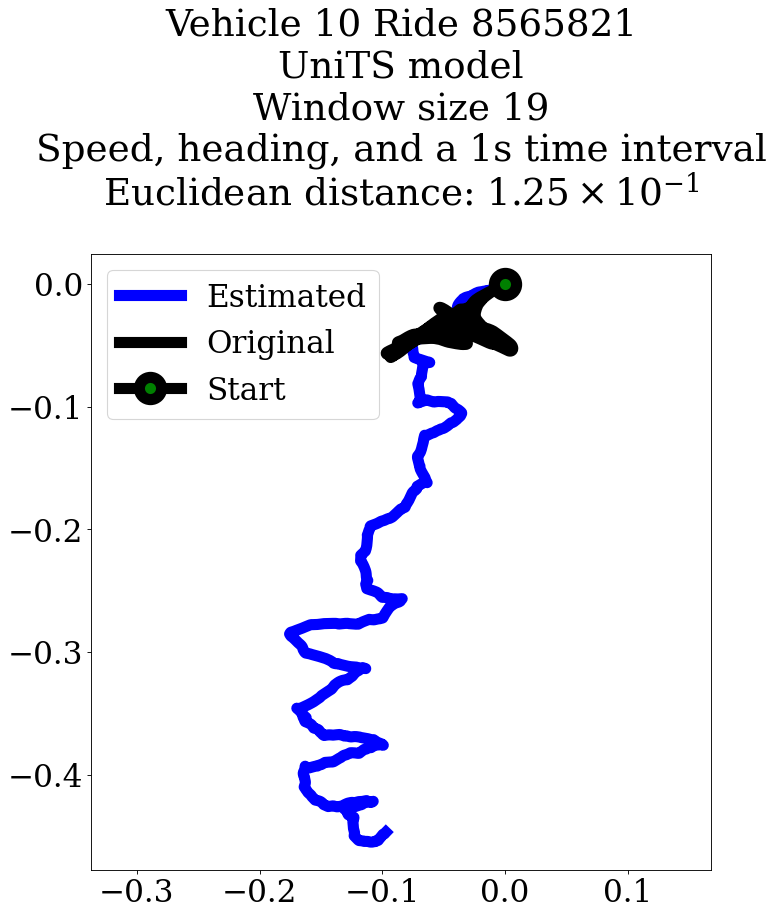 Vehicle 10 Ride 8565821
UniTS model
Window size 19
Speed, heading, and a 1s time interval
Euclidean distance: 1.25 × 10⁻¹
Estimated
Original
Start
0.0
−0.1
−0.2
−0.3
−0.4
−0.3
−0.2
−0.1
0.0
0.1